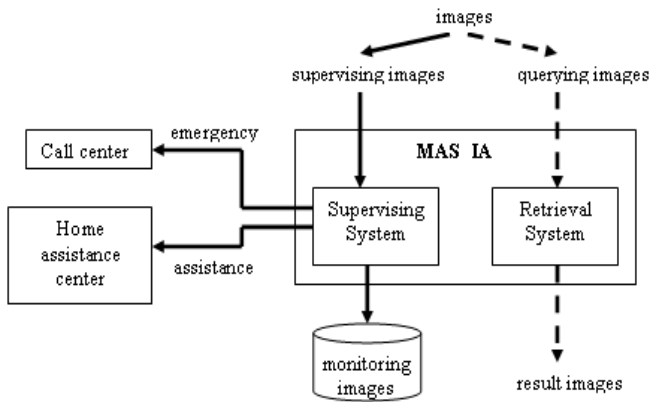 images
supervising images
querying images
emergency
MAS IA
Call center
Supervising
System
Retrieval
System
Home
assistance
center
assistance
monitoring
images
result images